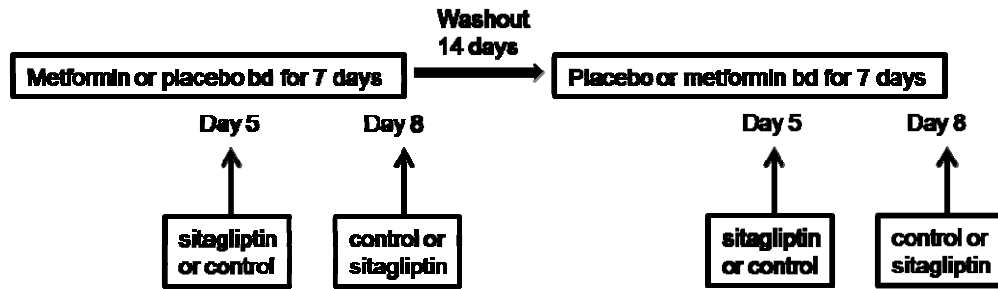 Washout
14 days
Metformin or placebo bd for 7 days
Placebo or metformin bd for 7 days
Day 5
Day 8
Day 5
Day 8
sitagliptin
or control
control or
sitagliptin
sitagliptin
or control
control or
sitagliptin